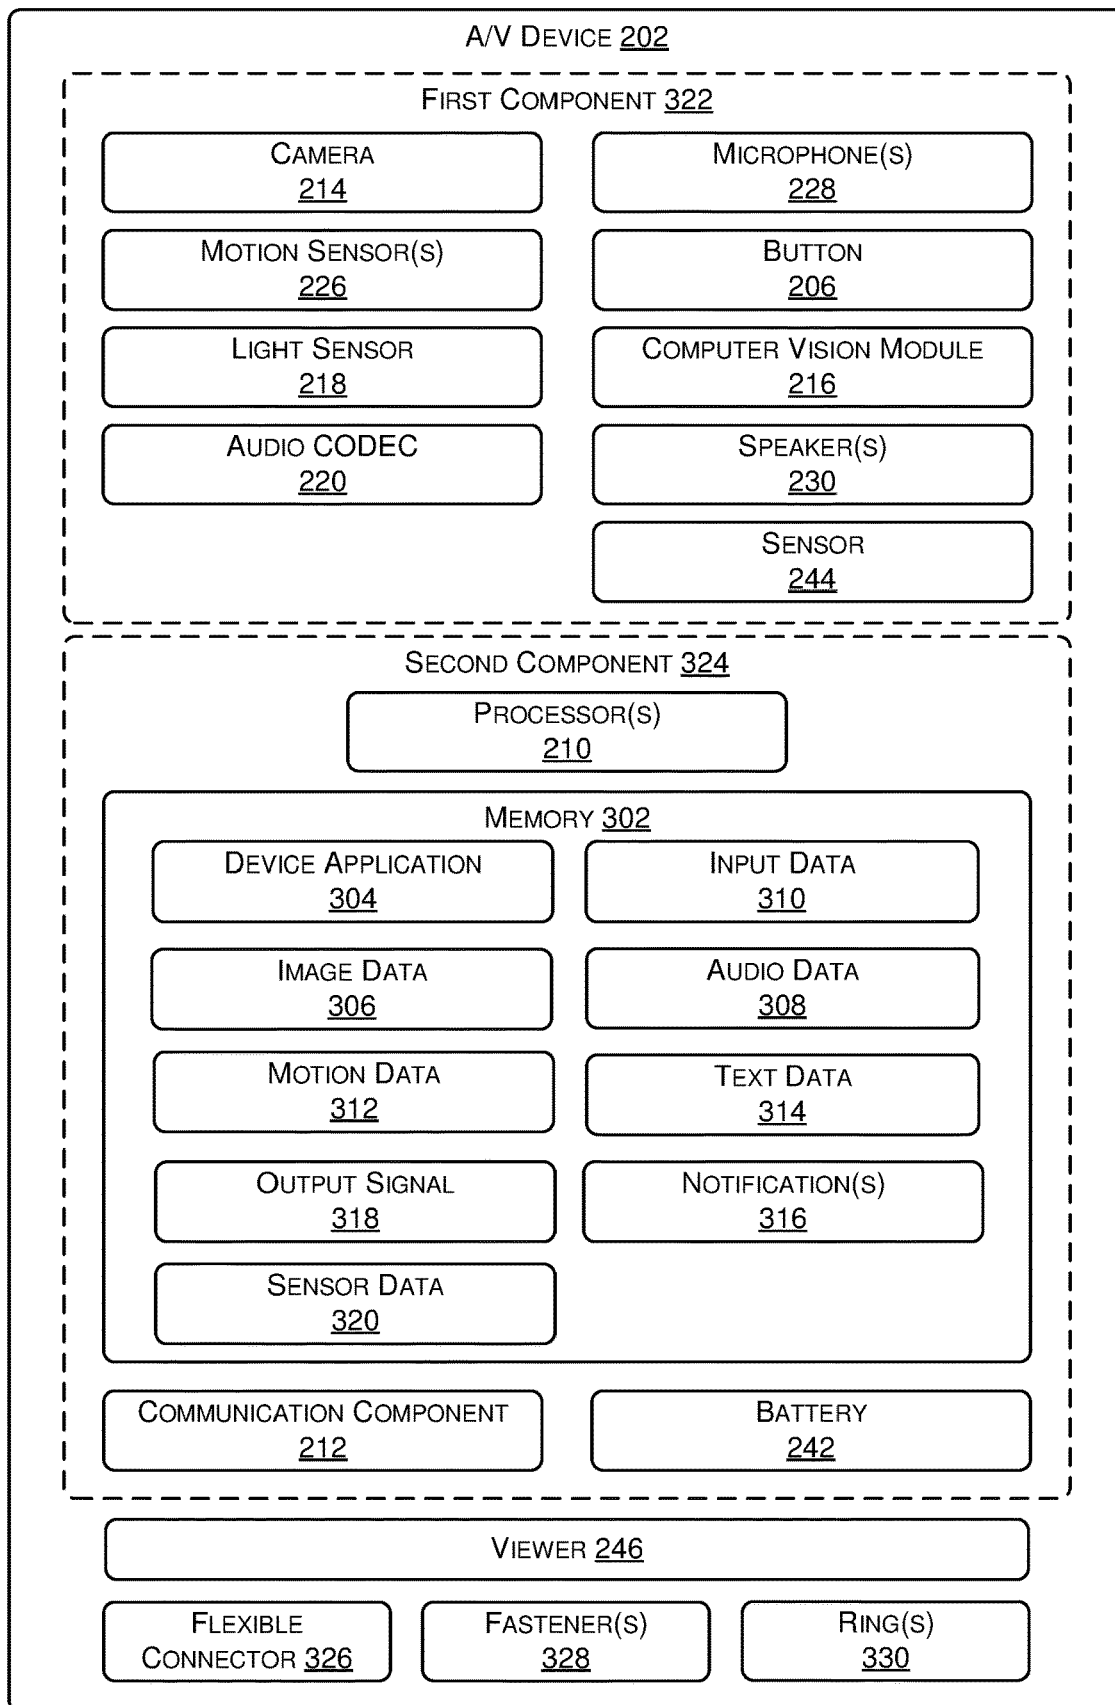 A/V DEVICE 202
FIRST COMPONENT 322
CAMERA
214
MICROPHONE(S)
228
MOTION SENSOR(S)
226
BUTTON
206
LIGHT SENSOR
218
COMPUTER VISION MODULE
216
AUDIO CODEC
220
SPEAKER(S)
230
SENSOR
244
SECOND COMPONENT 324
PROCESSOR(S)
210
MEMORY 302
DEVICE APPLICATION
304
INPUT DATA
310
IMAGE DATA
306
AUDIO DATA
308
MOTION DATA
312
TEXT DATA
314
OUTPUT SIGNAL
318
NOTIFICATION(S)
316
SENSOR DATA
320
COMMUNICATION COMPONENT
212
BATTERY
242
VIEWER 246
FLEXIBLE
CONNECTOR 326
FASTENER(S)
328
RING(S)
330